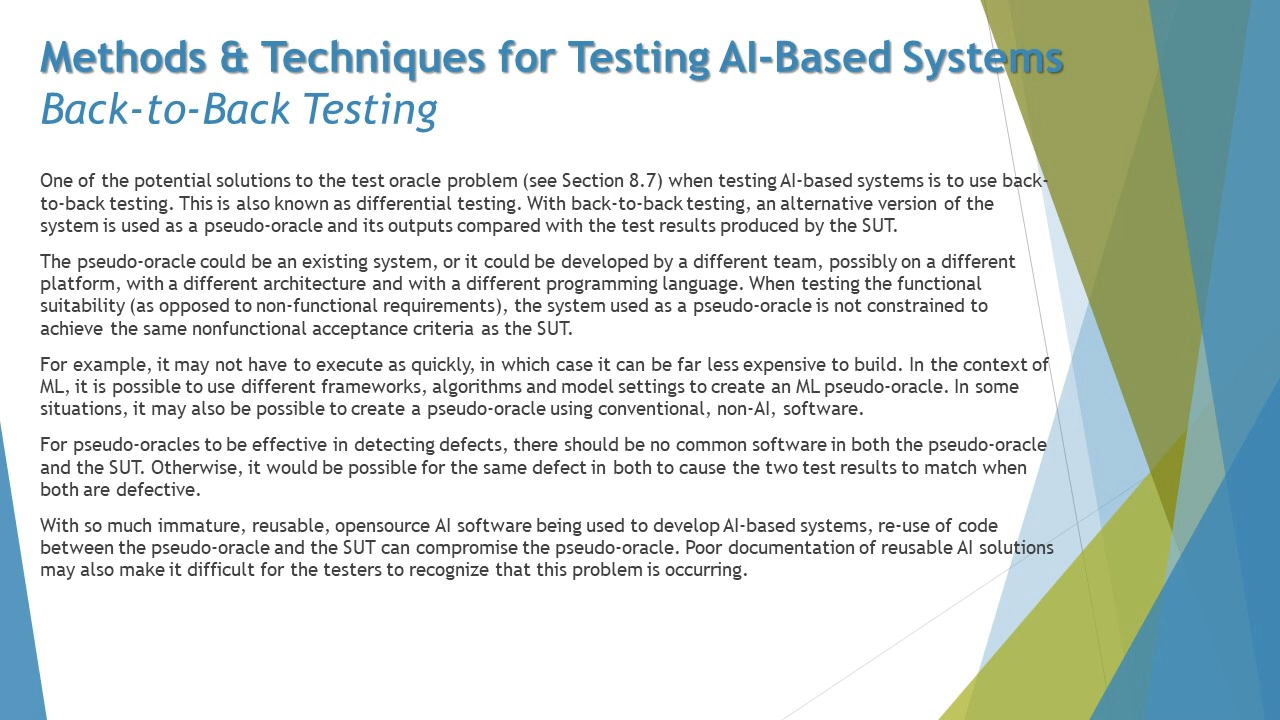 Methods & Techniques for Testing AI-Based Systems
Back-to-Back Testing
One of the potential solutions to the test oracle problem (see Section 8.7) when testing AI-based systems is to use back-
to-back testing. This is also known as differential testing. With back-to-back testing, an alternative version of the
system is used as a pseudo-oracle and its outputs compared with the test results produced by the SUT.
The pseudo-oracle could be an existing system, or it could be developed by a different team, possibly on a different
platform, with a different architecture and with a different programming language. When testing the functional
suitability (as opposed to non-functional requirements), the system used as a pseudo-oracle is not constrained to
achieve the same nonfunctional acceptance criteria as the SUT.
For example, it may not have to execute as quickly, in which case it can be far less expensive to build. In the context of
ML, it is possible to use different frameworks, algorithms and model settings to create an ML pseudo-oracle. In some
situations, it may also be possible to create a pseudo-oracle using conventional, non-AI, software.
For pseudo-oracles to be effective in detecting defects, there should be no common software in both the pseudo-oracle
and the SUT. Otherwise, it would be possible for the same defect in both to cause the two test results to match when
both are defective.
With so much immature, reusable, opensource AI software being used to develop AI-based systems, re-use of code
between the pseudo-oracle and the SUT can compromise the pseudo-oracle. Poor documentation of reusable AI solutions
may also make it difficult for the testers to recognize that this problem is occurring.